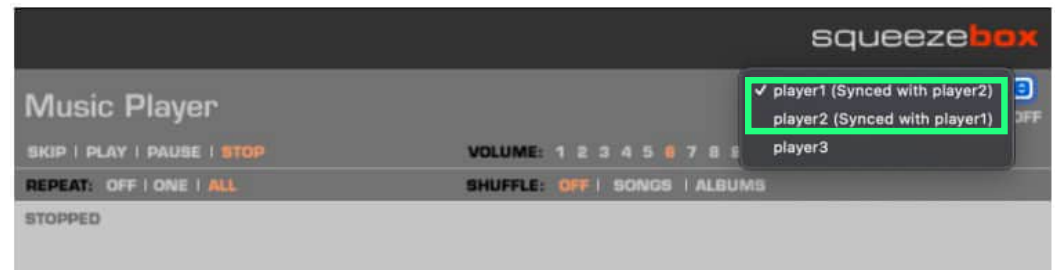 squeezebox
Music Player
✓ player1 (Synced with player2)
player2 (Synced with player1)
player3
OFF
SKIP | PLAY | PAUSE | STOP
VOLUME: 1 2 3 4 5 6 7 8
REPEAT: OFF | ONE | ALL
SHUFFLE: OFF | SONGS | ALBUMS
STOPPED